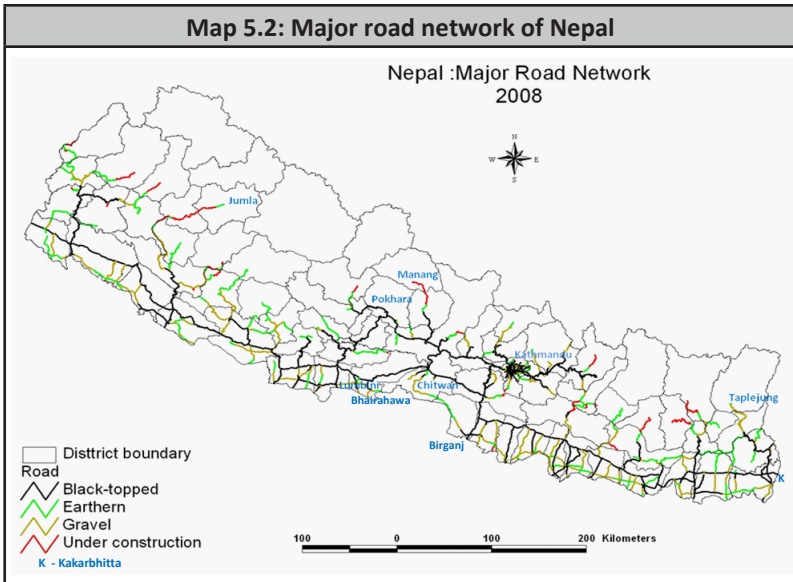 Map 5.2: Major road network of Nepal
Nepal :Major Road Network
2008
N
W E
S
Jumla
Manang
Pokhara
Kathmandu
Lumbini
Chitwan
Bhairahawa
Taplejung
Birganj
K
Disttrict boundary
Road
Black-topped
Earthern
Gravel
Under construction
K - Kakarbhitta
100 0 100 200 Kilometers